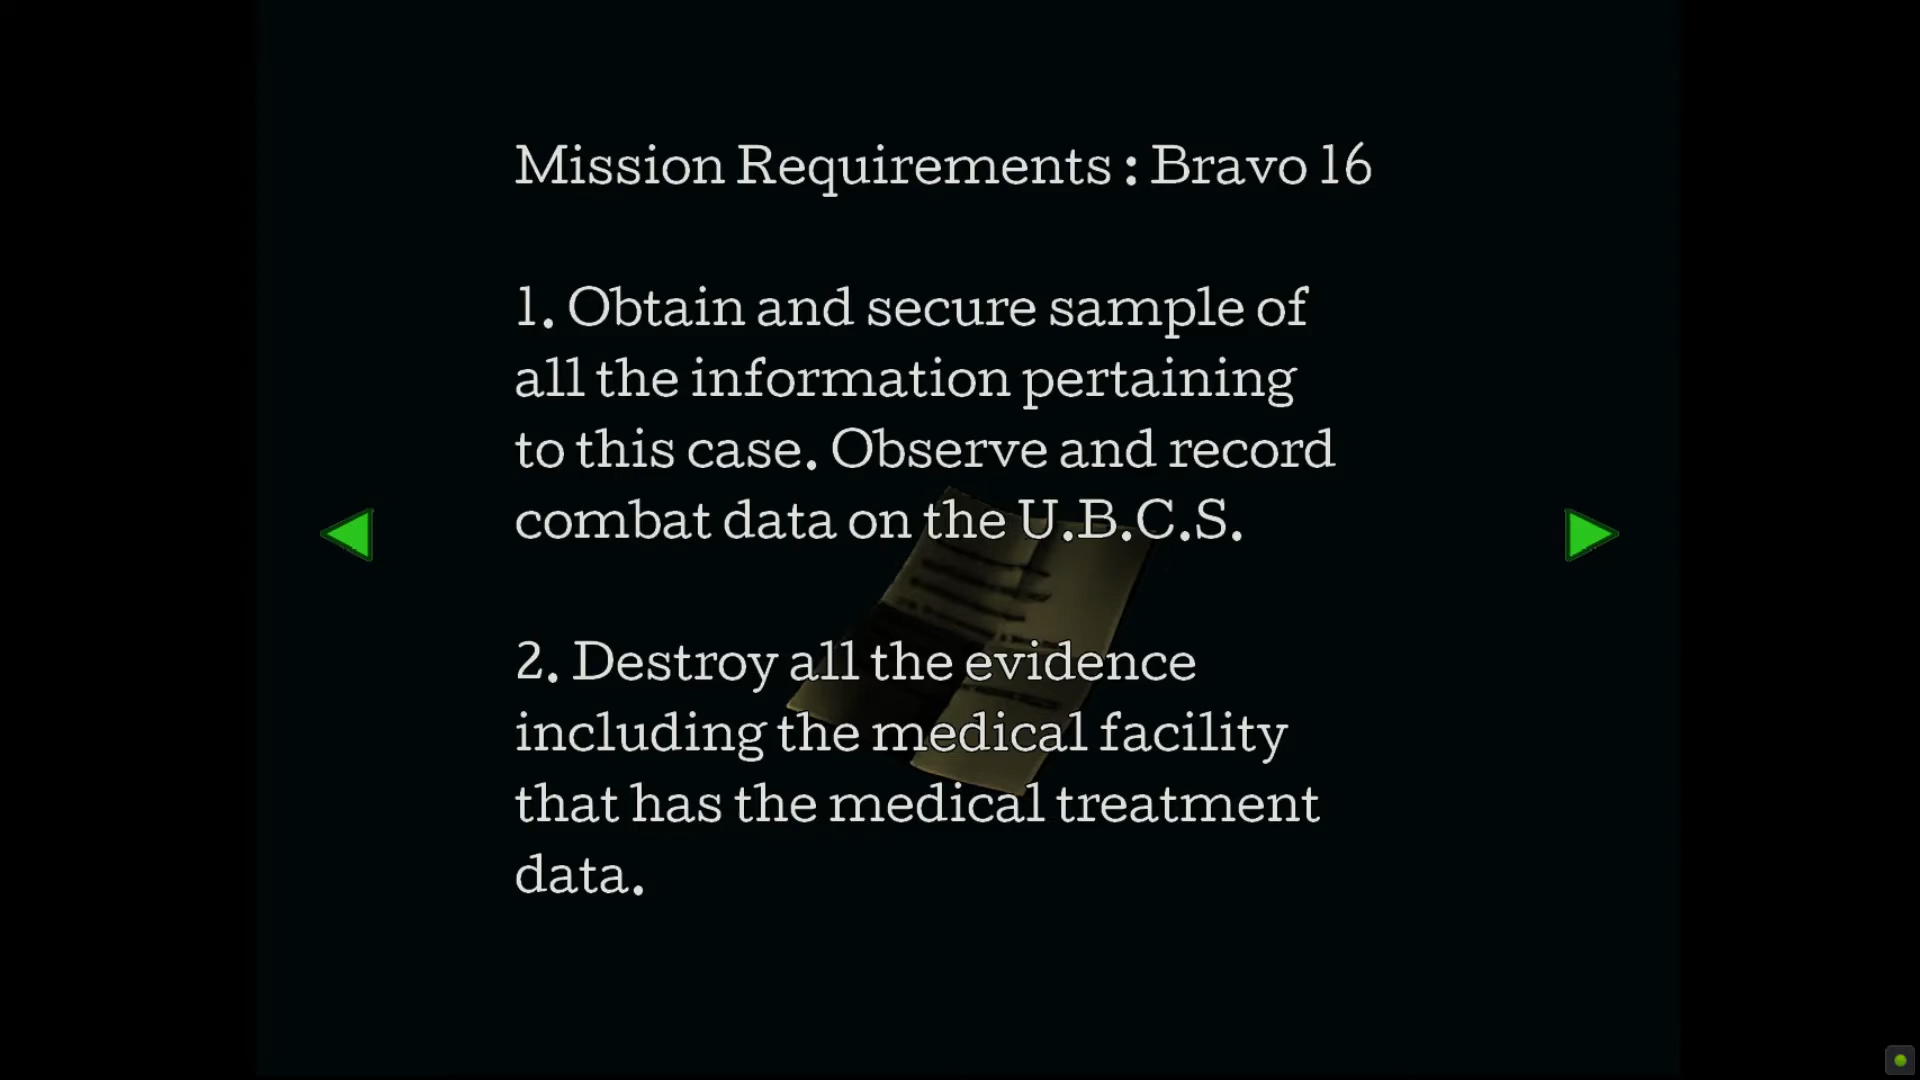 Mission Requirements : Bravo 16
1. Obtain and secure sample of
all the information pertaining
to this case. Observe and record
combat data on the U.B.C.S.
2. Destroy all the evidence
including the medical facility
that has the medical treatment
data.